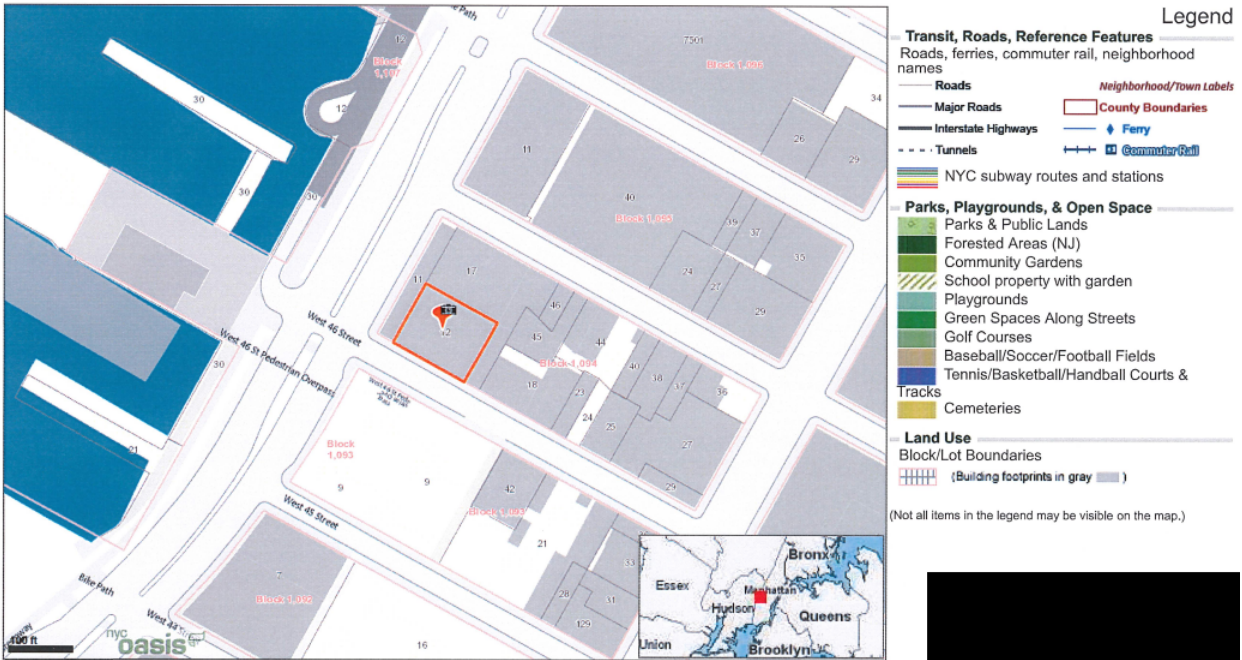 Bike Path
12
Block
1,107
12
30
30
30
7501
Block 1,096
34
26
29
11
40
Block 1,095
39
37
35
24
27
29
11
17
46
45
44
Block 1,094
18
23
24
25
40
38
37
36
27
29
West 46 Street
West 46 St Pedestrian Overpass
30
21
Block
1,093
9
9
42
Block 1,093
21
33
28
31
129
West 45 Street
7
Block 1,092
16
Bike Path
West 44
100 ft
nyc
oasis
Essex
Bronx
Manhattan
Hudson
Queens
Union
Brooklyn
Legend
Transit, Roads, Reference Features
Roads, ferries, commuter rail, neighborhood
names
Roads
Neighborhood/Town Labels
Major Roads
County Boundaries
Interstate Highways
Ferry
Tunnels
Commuter Rail
NYC subway routes and stations
Parks, Playgrounds, & Open Space
Parks & Public Lands
Forested Areas (NJ)
Community Gardens
School property with garden
Playgrounds
Green Spaces Along Streets
Golf Courses
Baseball/Soccer/Football Fields
Tennis/Basketball/Handball Courts &
Tracks
Cemeteries
Land Use
Block/Lot Boundaries
(Building footprints in gray )
(Not all items in the legend may be visible on the map.)